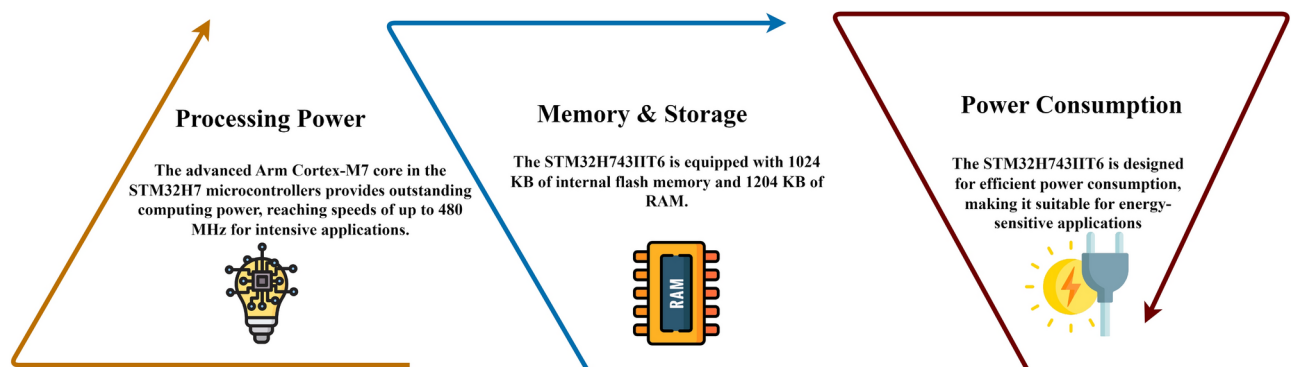 Processing Power
The advanced Arm Cortex-M7 core in the
STM32H7 microcontrollers provides outstanding
computing power, reaching speeds of up to 480
MHz for intensive applications.
Memory & Storage
The STM32H743IIT6 is equipped with 1024
KB of internal flash memory and 1204 KB of
RAM.
RAM
Power Consumption
The STM32H743IIT6 is designed
for efficient power consumption,
making it suitable for energy-
sensitive applications